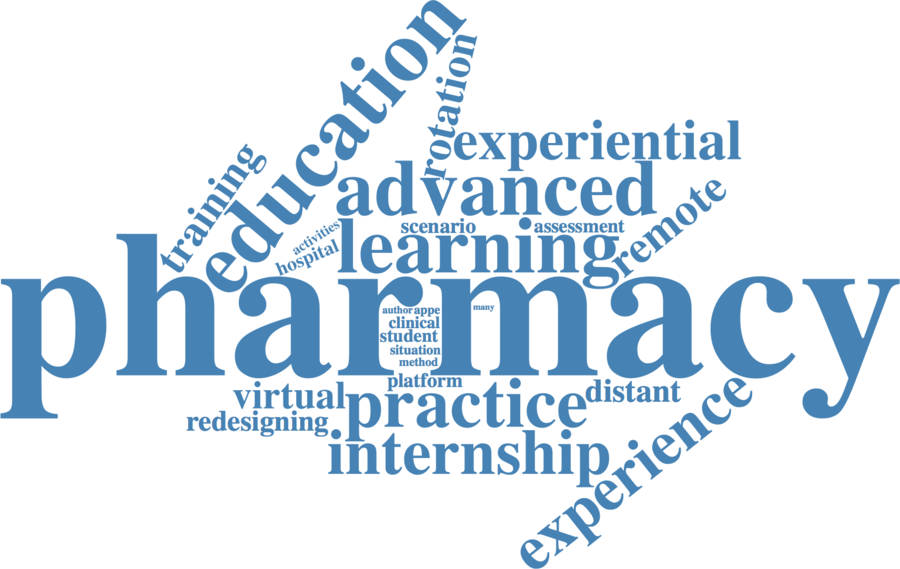 education
rotation
experiential
training
advanced
remote
scenario
assessment
activities
learning
hospital
pharmacy
author
appe
many
clinical
student
situation
method
platform
virtual
practice
distant
redesigning
internship
experience